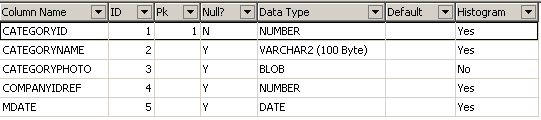 Column Name ID Pk Null? Data Type Default Histogram
CATEGORYID 1 1 N NUMBER Yes
CATEGORYNAME 2 Y VARCHAR2 (100 Byte) Yes
CATEGORYPHOTO 3 Y BLOB No
COMPANYIDREF 4 Y NUMBER Yes
MDATE 5 Y DATE Yes